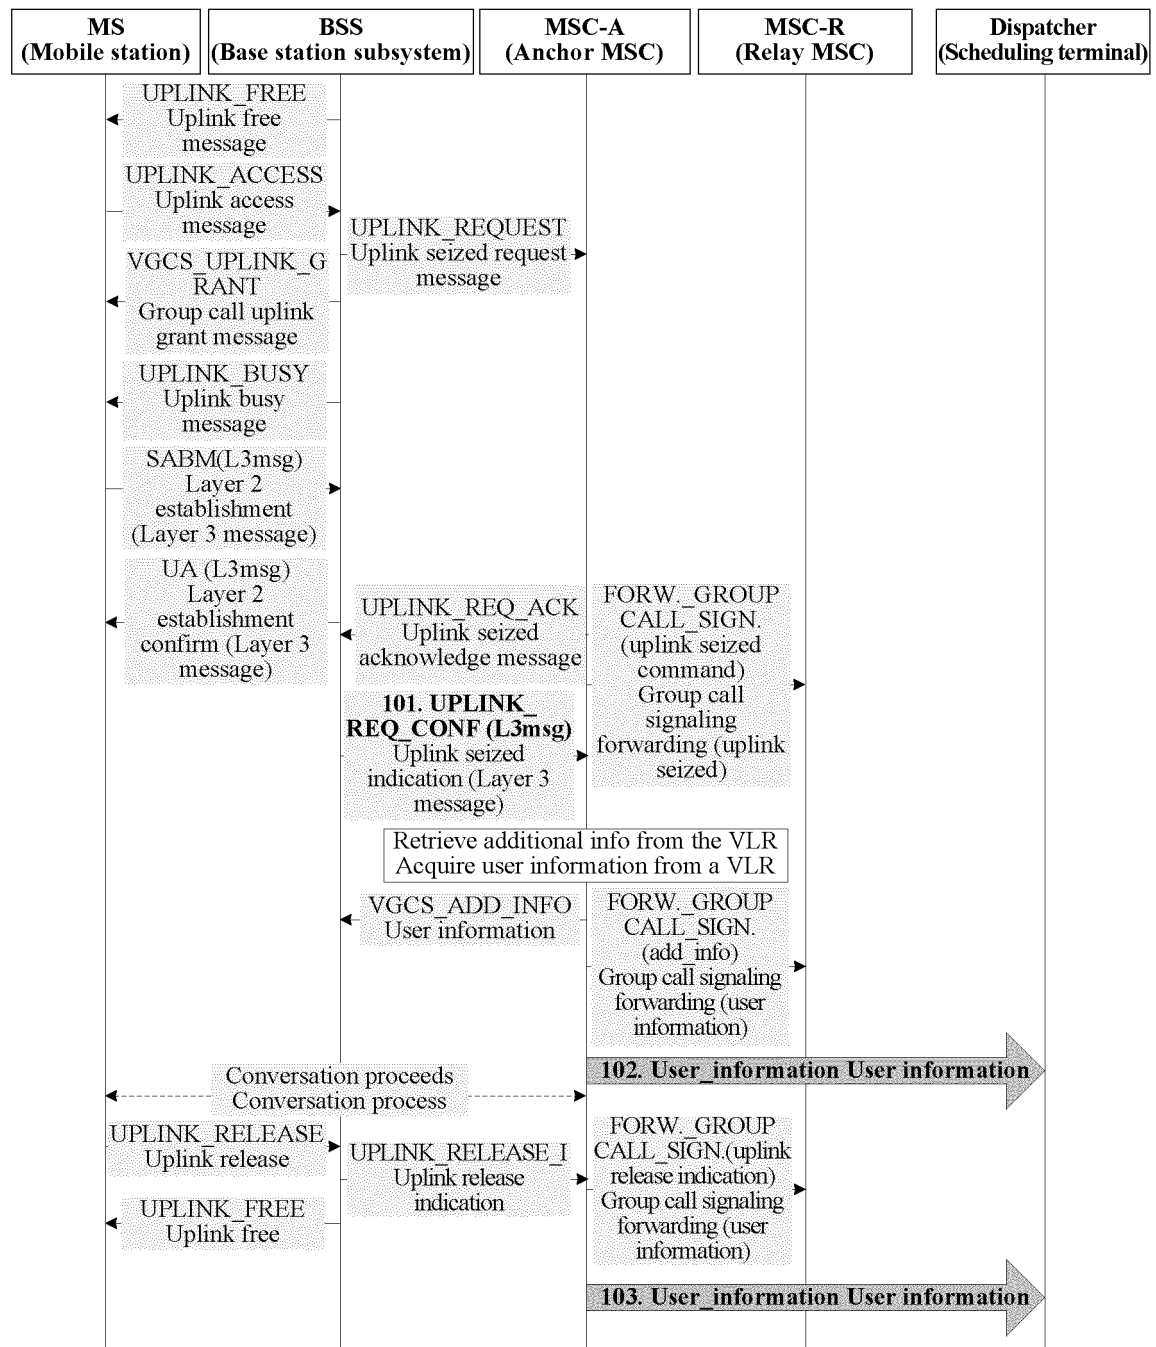 MS
(Mobile station)
BSS
(Base station subsystem)
MSC-A
(Anchor MSC)
MSC-R
(Relay MSC)
Dispatcher
(Scheduling terminal)
UPLINK_FREE
Uplink free
message
UPLINK_ACCESS
Uplink access
message
UPLINK_REQUEST
Uplink seized request
message
VGCS_UPLINK_G
RANT
Group call uplink
grant message
UPLINK_BUSY
Uplink busy
message
SABM(L3msg)
Layer 2
establishment
(Layer 3 message)
UA (L3msg)
Layer 2
establishment
confirm (Layer 3
message)
UPLINK_REQ_ACK
Uplink seized
acknowledge message
FORW._GROUP
CALL_SIGN.
(uplink seized
command)
Group call
signaling
forwarding (uplink
seized)
101. UPLINK_
REQ_CONF (L3msg)
Uplink seized
indication (Layer 3
message)
Retrieve additional info from the VLR
Acquire user information from a VLR
VGCS_ADD_INFO
User information
FORW._GROUP
CALL_SIGN.
(add_info)
Group call signaling
forwarding (user
information)
102. User_information User information
Conversation proceeds
Conversation process
UPLINK_RELEASE
Uplink release
UPLINK_RELEASE_I
Uplink release
indication
FORW._GROUP
CALL_SIGN.(uplink
release indication)
Group call signaling
forwarding (user
information)
UPLINK_FREE
Uplink free
103. User_information User information